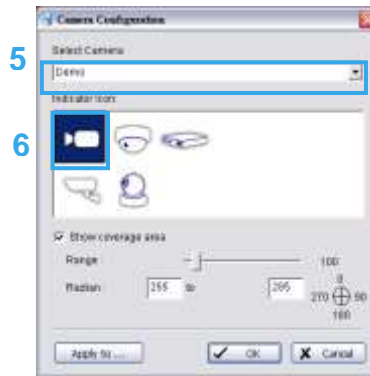 Camera Configuration
5
Select Camera
Demo
Indicator Icon
6
Show coverage area
Range
100
Radian
255 to 285
0
270 90
180
Apply to ...
OK
Cancel